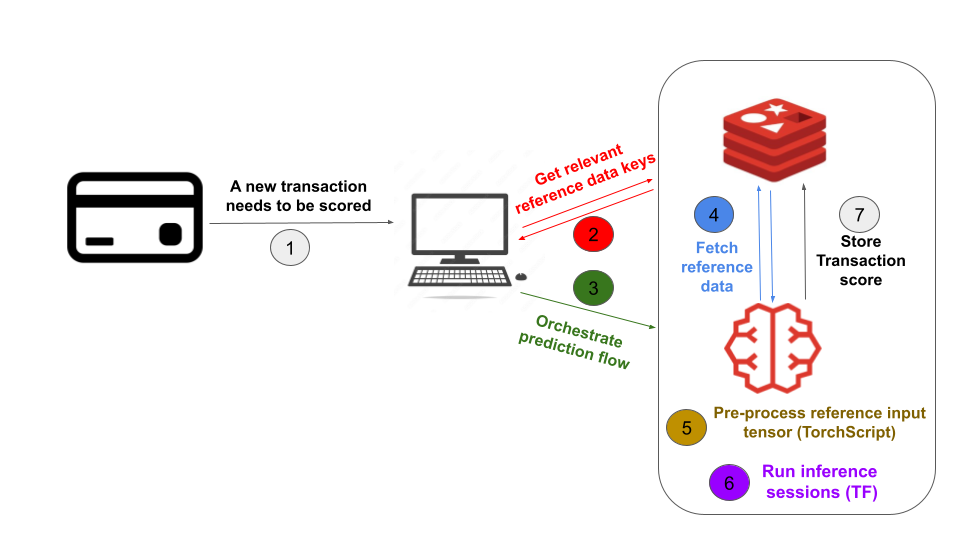 A new transaction
needs to be scored
1
Get relevant
reference data keys
2
3
Orchestrate
prediction flow
4
Fetch
reference
data
7
Store
Transaction
score
5
Pre-process reference input
tensor (TorchScript)
6
Run inference
sessions (TF)